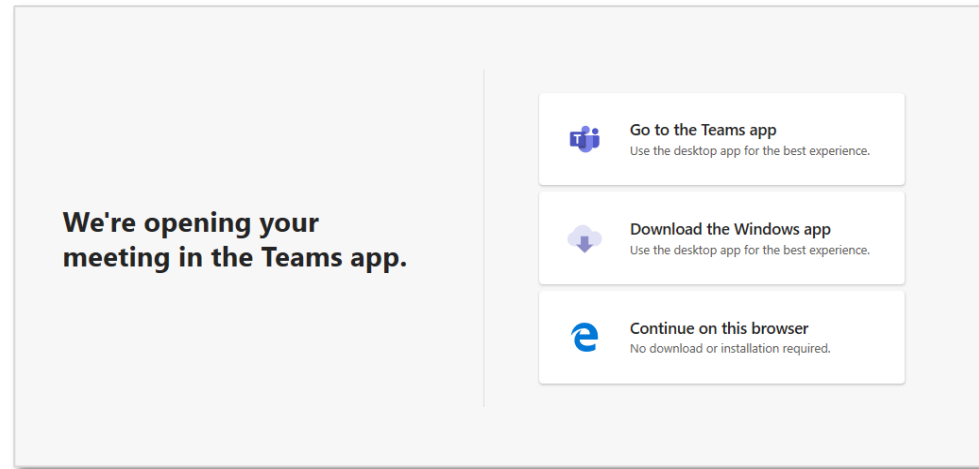 We're opening your
meeting in the Teams app.
Go to the Teams app
Use the desktop app for the best experience.
Download the Windows app
Use the desktop app for the best experience.
Continue on this browser
No download or installation required.